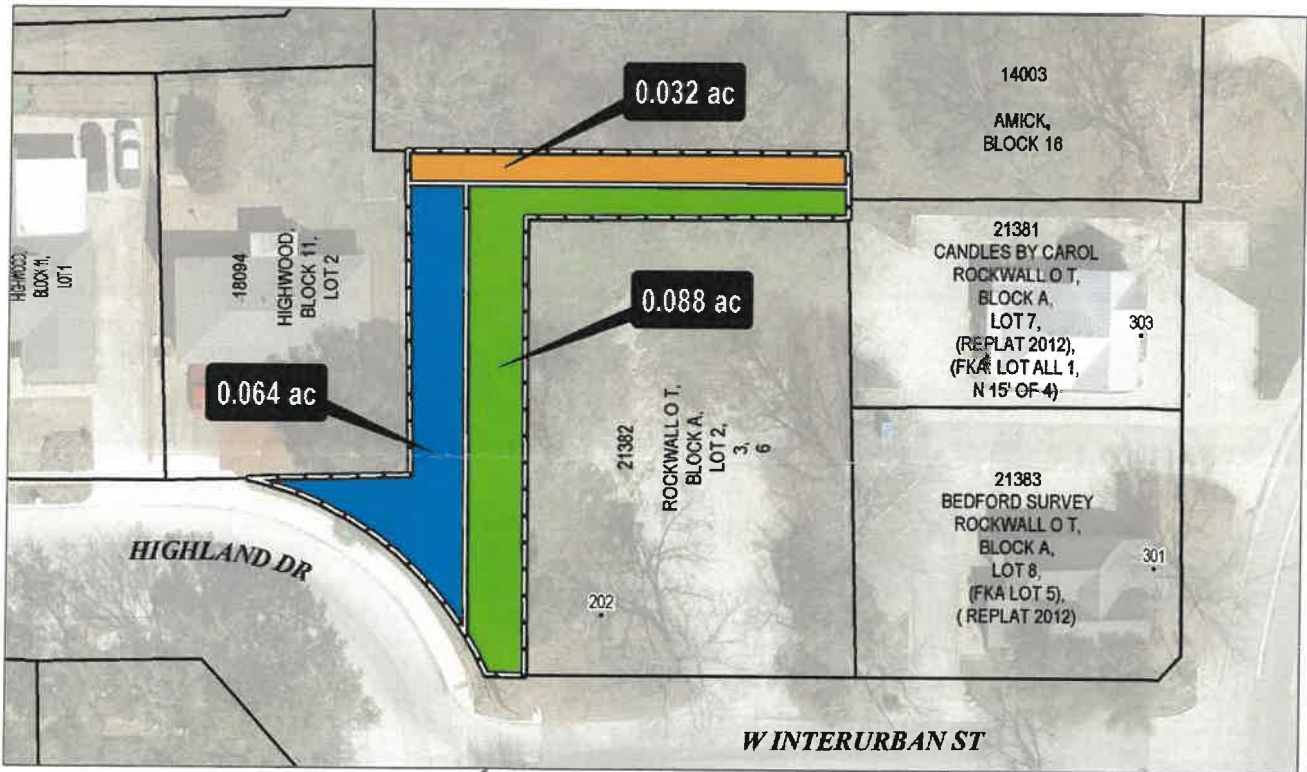 0.032 ac
14003
AMICK,
BLOCK 16
HIGHWOOD,
BLOCK 11,
LOT 1
18094
HIGHWOOD,
BLOCK 11,
LOT 2
0.088 ac
21381
CANDLES BY CAROL
ROCKWALL O T,
BLOCK A,
LOT 7,
(REPLAT 2012),
(FKA LOT ALL 1,
N 15' OF 4)
303
0.064 ac
21382
ROCKWALL O T,
BLOCK A,
LOT 2,
3,
6
202
21383
BEDFORD SURVEY
ROCKWALL O T,
BLOCK A,
LOT 8,
(FKA LOT 5),
( REPLAT 2012)
301
HIGHLAND DR
W INTERURBAN ST